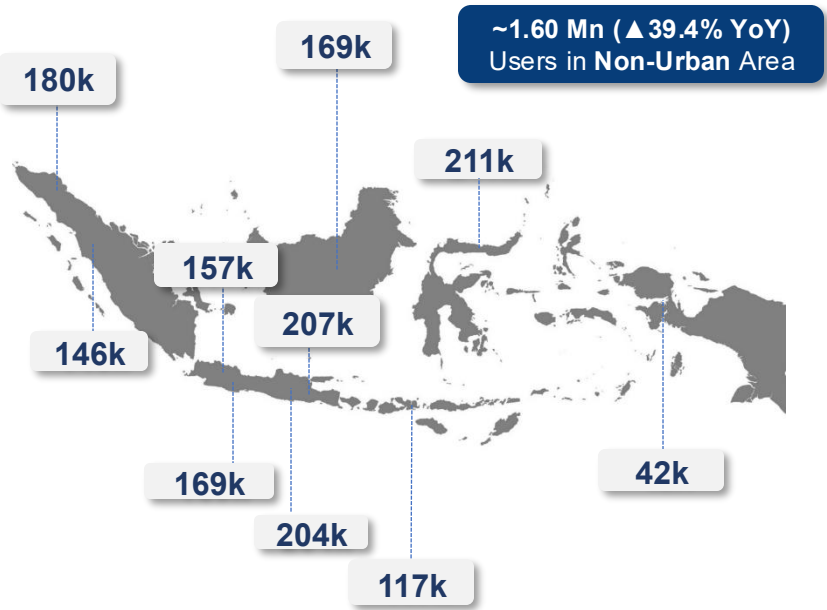 ~1.60 Mn (▲39.4% YoY)
Users in Non-Urban Area
169k
180k
211k
157k
207k
146k
169k
42k
204k
117k